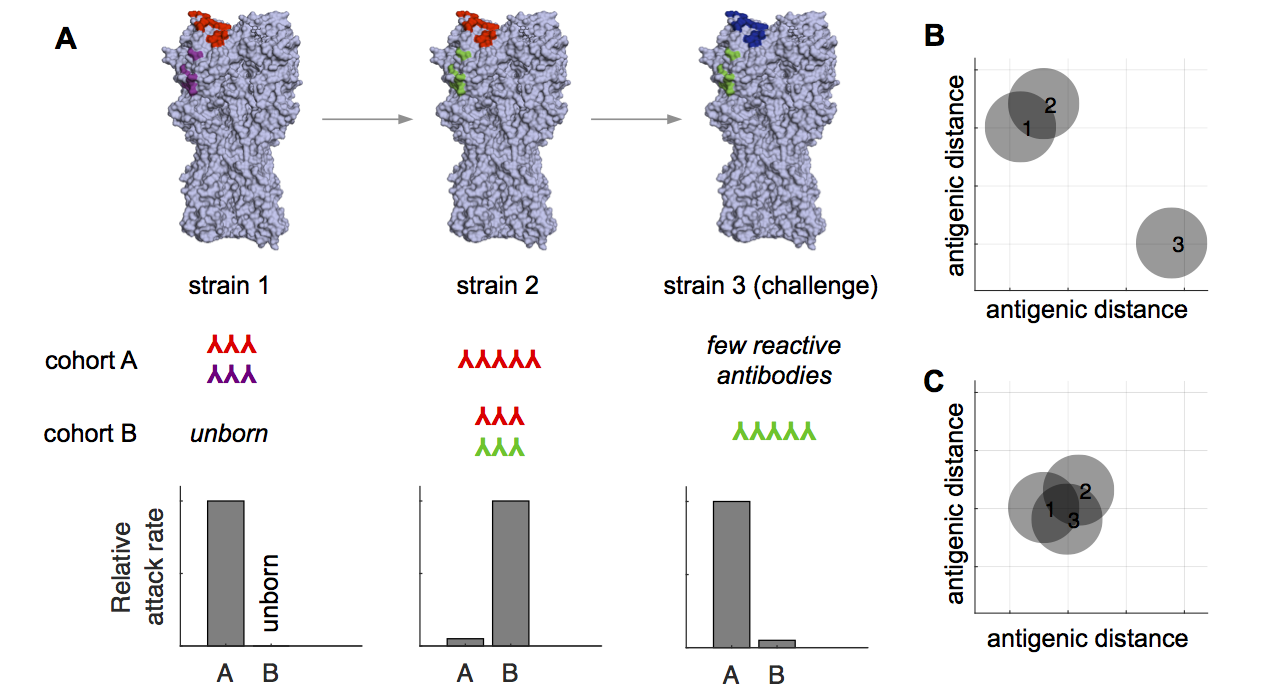 A
strain 1
strain 2
strain 3 (challenge)
cohort A
few reactive
antibodies
cohort B
unborn
Relative
attack rate
unborn
A B
A B
A B
B
antigenic distance
2
1
3
antigenic distance
C
antigenic distance
2
1
3
antigenic distance